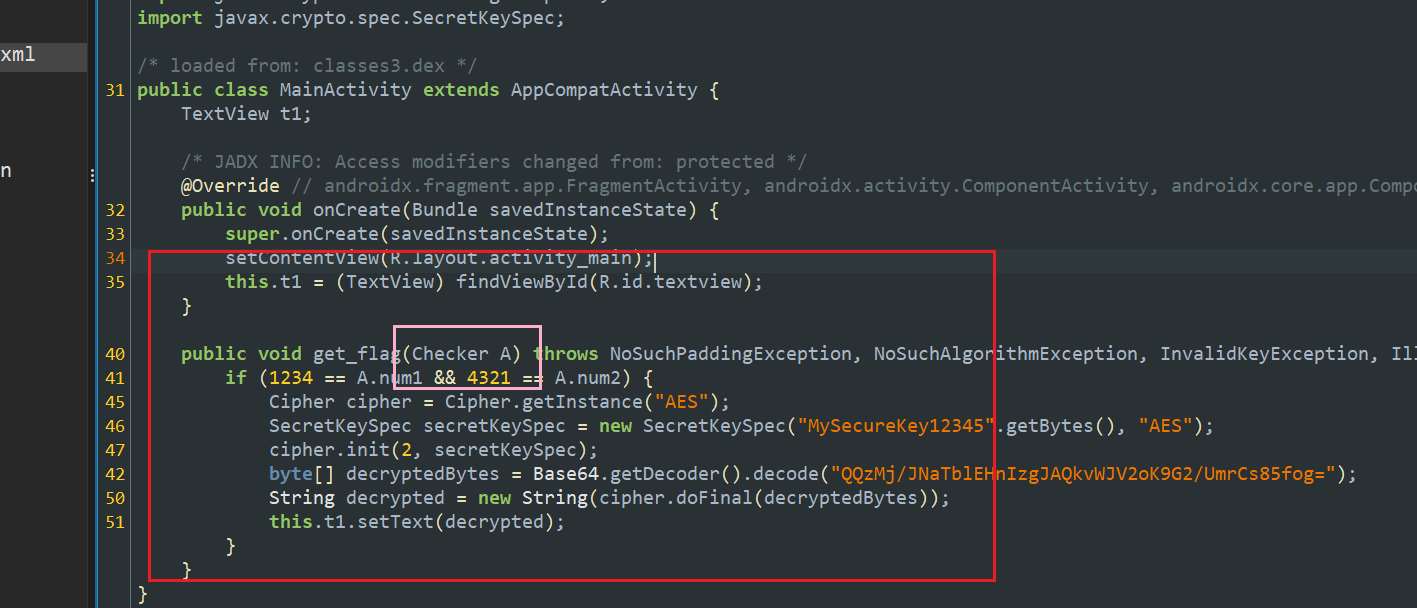 import javax.crypto.spec.SecretKeySpec;
xml
/* loaded from: classes3.dex */
31 public class MainActivity extends AppCompatActivity {
TextView t1;
n
/* JADX INFO: Access modifiers changed from: protected */
@Override // androidx.fragment.app.FragmentActivity, androidx.activity.ComponentActivity, androidx.core.app.Compo
32 public void onCreate(Bundle savedInstanceState) {
33 super.onCreate(savedInstanceState);
34 setContentView(R.layout.activity_main);
35 this.t1 = (TextView) findViewById(R.id.textview);
}
40 public void get_flag(Checker A) throws NoSuchPaddingException, NoSuchAlgorithmException, InvalidKeyException, Ill
41 if (1234 == A.num1 && 4321 == A.num2) {
45 Cipher cipher = Cipher.getInstance("AES");
46 SecretKeySpec secretKeySpec = new SecretKeySpec("MySecureKey12345".getBytes(), "AES");
47 cipher.init(2, secretKeySpec);
42 byte[] decryptedBytes = Base64.getDecoder().decode("QQzMj/JNaTblEHnIzgJAQkvWJV2oK9G2/UmrCs85fog=");
50 String decrypted = new String(cipher.doFinal(decryptedBytes));
51 this.t1.setText(decrypted);
}
}
}